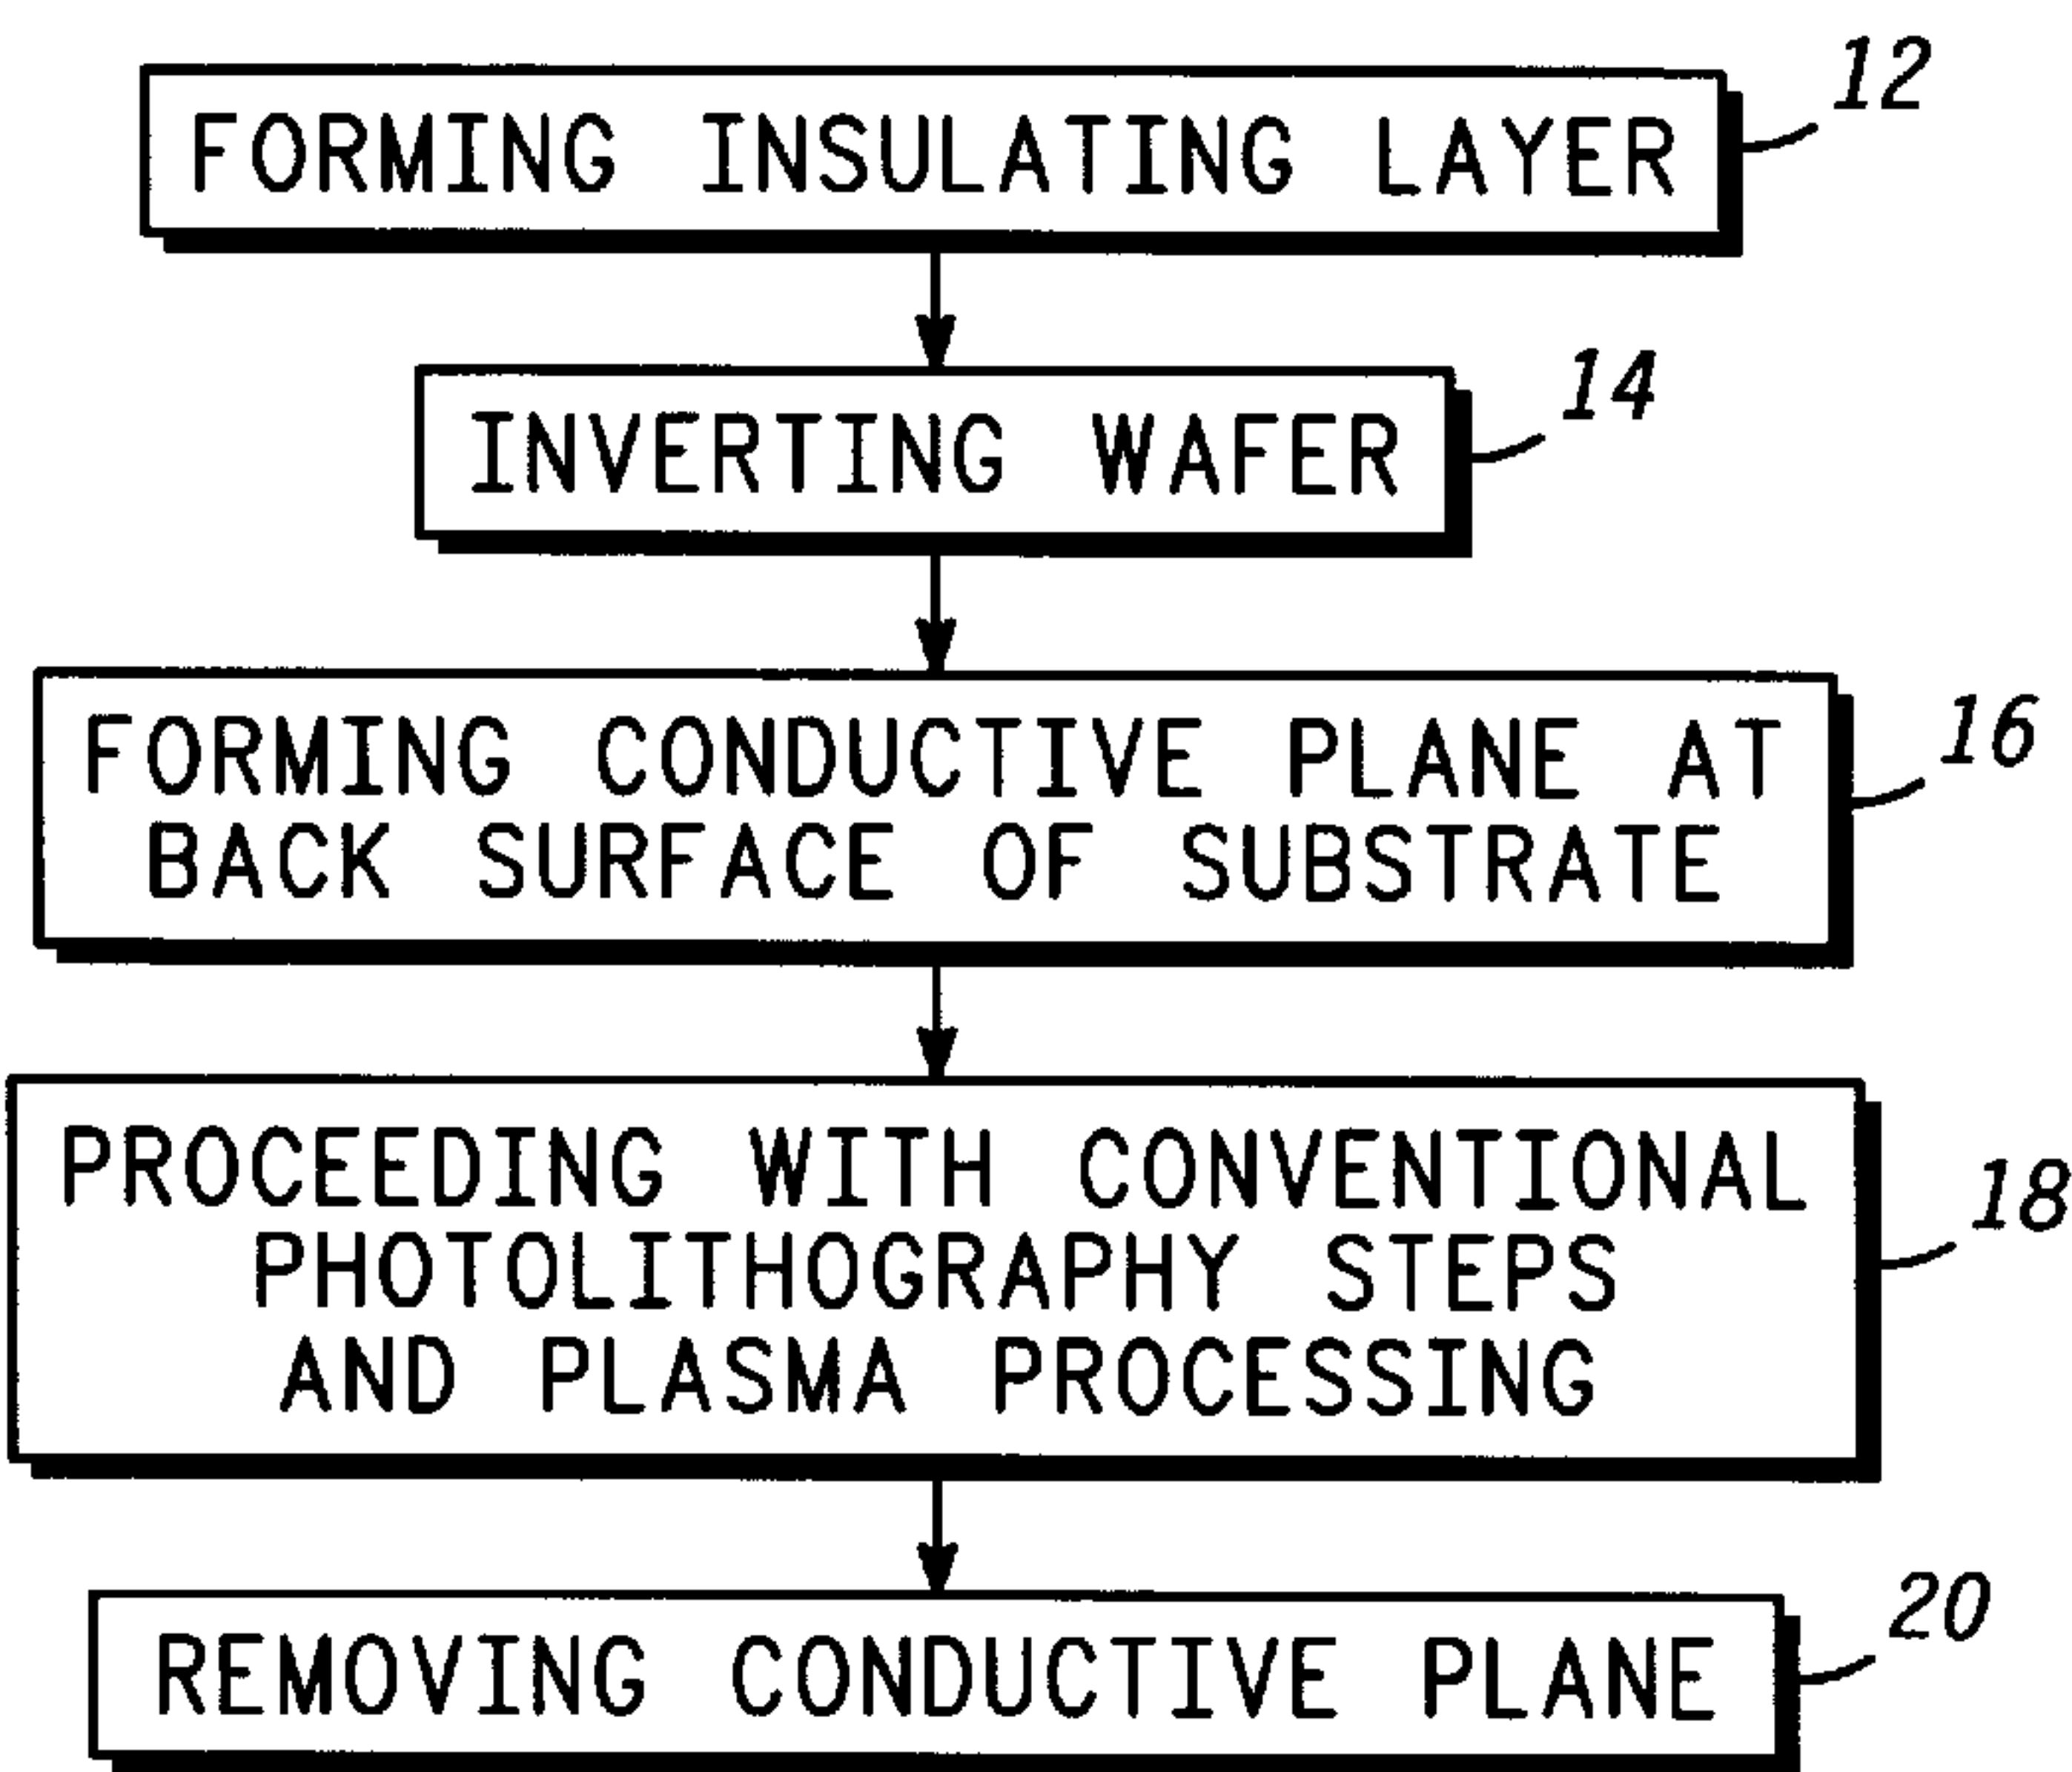 FORMING INSULATING LAYER
12
INVERTING WAFER
14
FORMING CONDUCTIVE PLANE AT
BACK SURFACE OF SUBSTRATE
16
PROCEEDING WITH CONVENTIONAL
PHOTOLITHOGRAPHY STEPS
AND PLASMA PROCESSING
18
REMOVING CONDUCTIVE PLANE
20